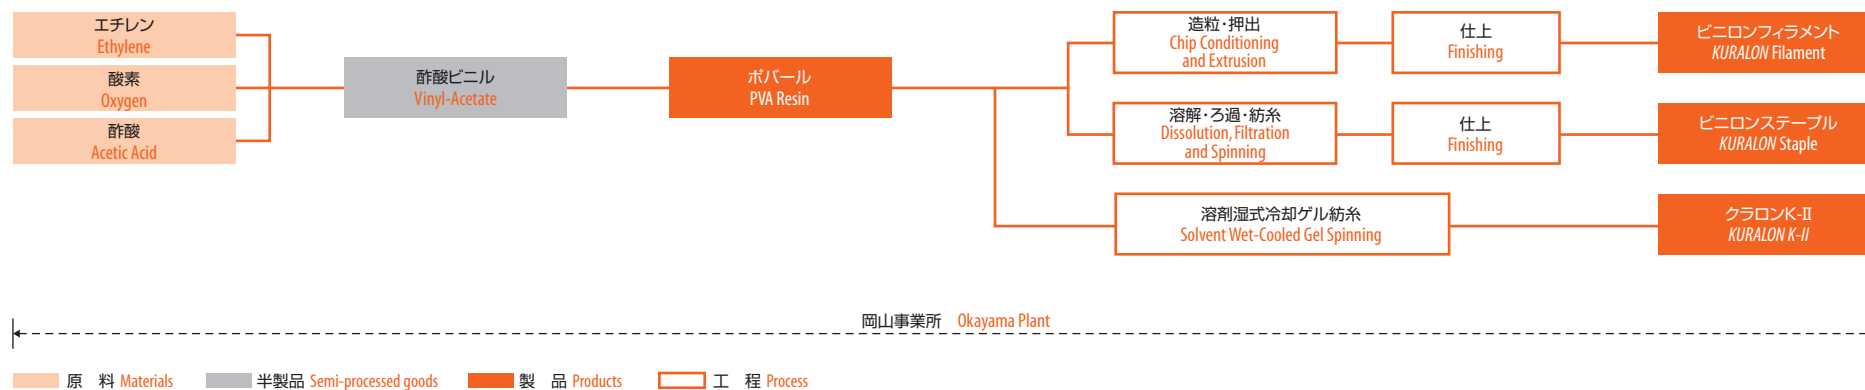 エチレン
Ethylene
酸素
Oxygen
酢酸
Acetic Acid
酢酸ビニル
Vinyl-Acetate
ポバール
PVA Resin
造粒・押出
Chip Conditioning
and Extrusion
仕上
Finishing
ビニロンフィラメント
KURALON Filament
溶解・ろ過・紡糸
Dissolution, Filtration
and Spinning
仕上
Finishing
ビニロンステープル
KURALON Staple
溶剤湿式冷却ゲル紡糸
Solvent Wet-Cooled Gel Spinning
クラロンK-II
KURALON K-II
岡山事業所 Okayama Plant
原 料 Materials 半製品 Semi-processed goods 製 品 Products 工 程 Process